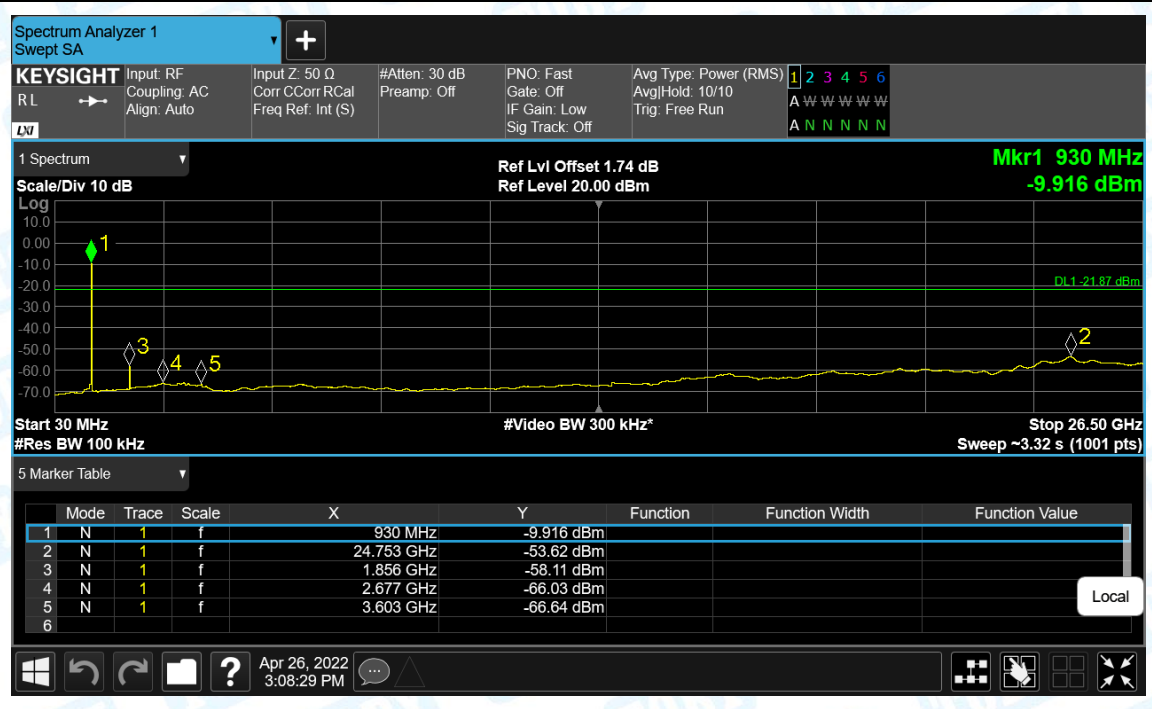 Spectrum Analyzer 1
Swept SA
+
KEYSIGHT
R L
LXI
Input: RF
Coupling: AC
Align: Auto
Input Z: 50 Ω
Corr CCorr RCal
Freq Ref: Int (S)
#Atten: 30 dB
Preamp: Off
PNO: Fast
Gate: Off
IF Gain: Low
Sig Track: Off
Avg Type: Power (RMS)
Avg|Hold: 10/10
Trig: Free Run
1 2 3 4 5 6
A W W W W W
A N N N N N
1 Spectrum
Scale/Div 10 dB
Ref Lvl Offset 1.74 dB
Ref Level 20.00 dBm
Mkr1 930 MHz
-9.916 dBm
Log
10.0
0.00
-10.0
-20.0
-30.0
-40.0
-50.0
-60.0
-70.0
1
DL1 -21.87 dBm
2
3
4
5
Start 30 MHz
#Res BW 100 kHz
#Video BW 300 kHz*
Stop 26.50 GHz
Sweep ~3.32 s (1001 pts)
5 Marker Table
Mode Trace Scale X Y Function Function Width Function Value
1 N 1 f 930 MHz -9.916 dBm
2 N 1 f 24.753 GHz -53.62 dBm
3 N 1 f 1.856 GHz -58.11 dBm
4 N 1 f 2.677 GHz -66.03 dBm
5 N 1 f 3.603 GHz -66.64 dBm
6
Local
?
Apr 26, 2022
3:08:29 PM